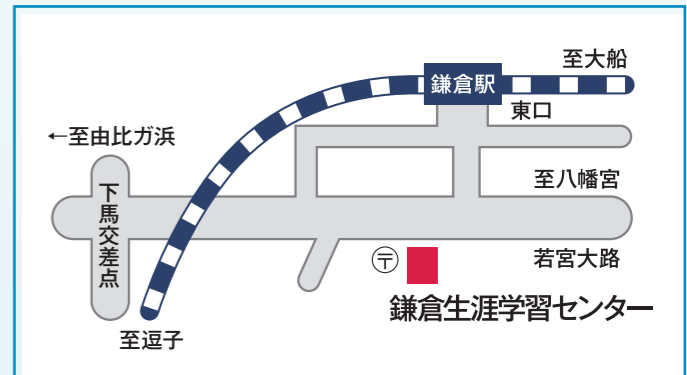 至大船
鎌倉駅
東口
←至由比ガ浜
下馬交差点
至八幡宮
若宮大路
〶
鎌倉生涯学習センター
至逗子